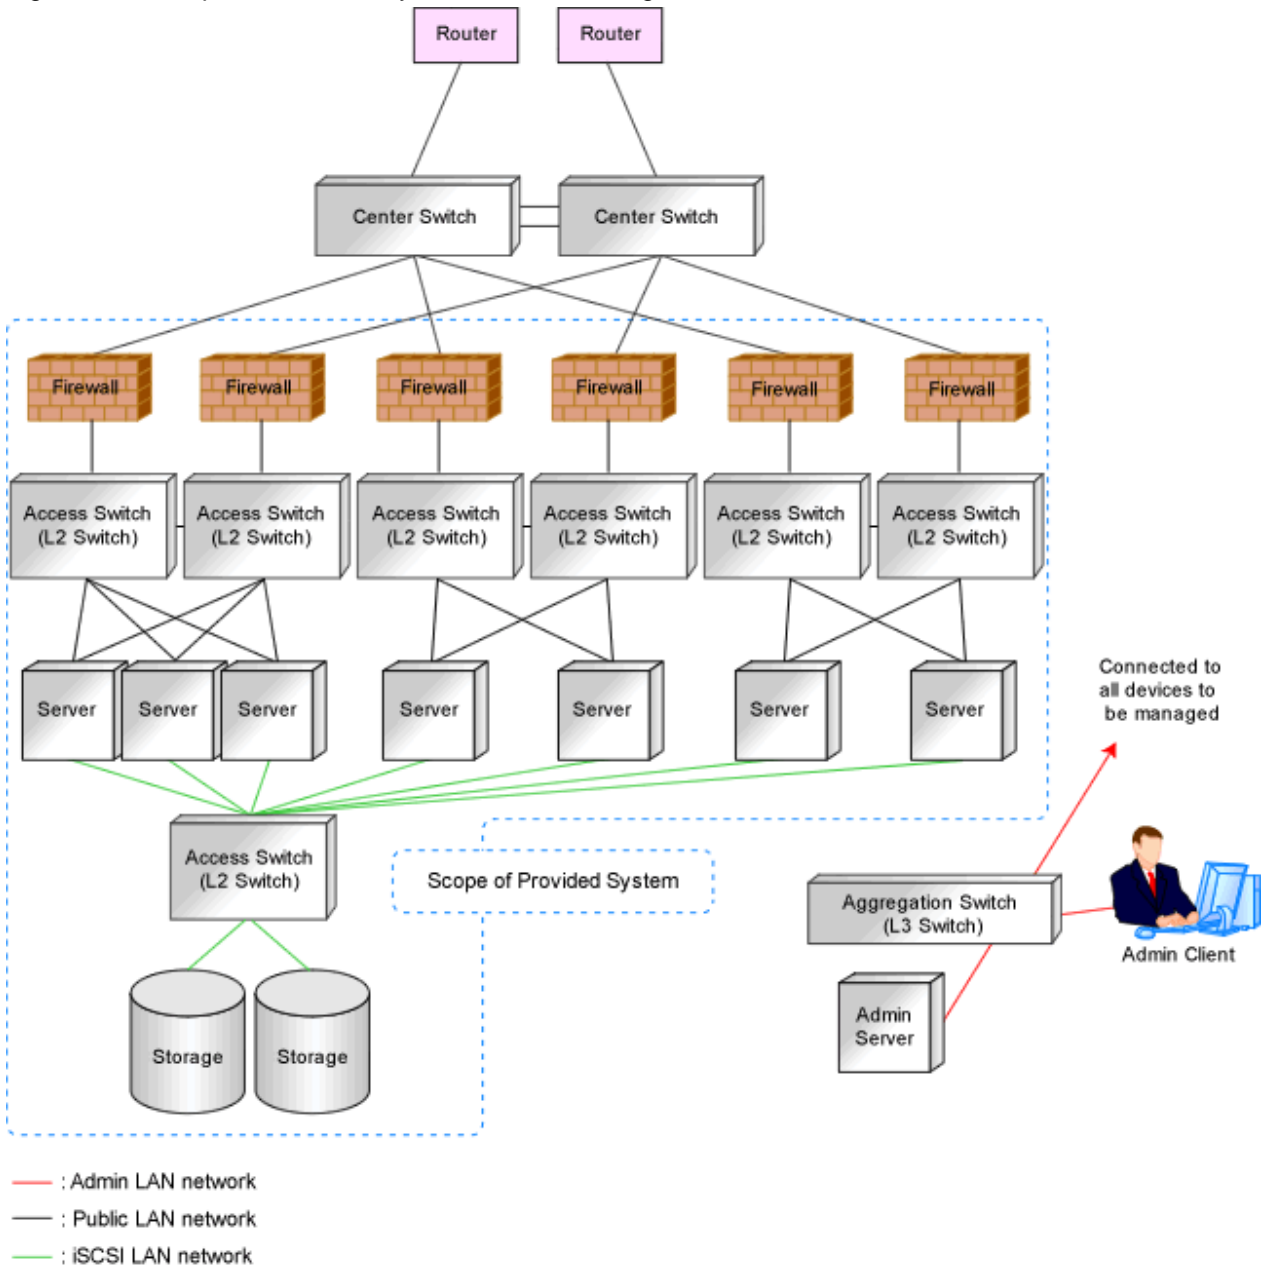 Router
Router
Center Switch
Center Switch
Firewall
Firewall
Firewall
Firewall
Firewall
Firewall
Access Switch
(L2 Switch)
Access Switch
(L2 Switch)
Access Switch
(L2 Switch)
Access Switch
(L2 Switch)
Access Switch
(L2 Switch)
Access Switch
(L2 Switch)
Server
Server
Server
Server
Server
Server
Server
Connected to
all devices to
be managed
Access Switch
(L2 Switch)
Scope of Provided System
Aggregation Switch
(L3 Switch)
Admin Client
Admin
Server
Storage
Storage
: Admin LAN network
: Public LAN network
: iSCSI LAN network